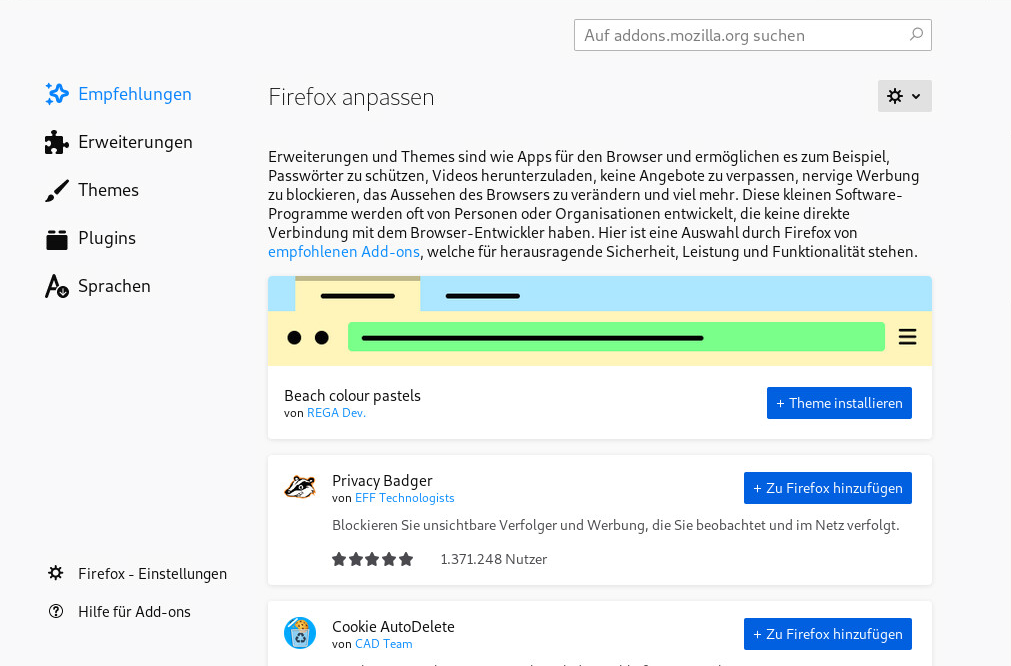 Auf addons.mozilla.org suchen
Empfehlungen
Erweiterungen
Themes
Plugins
Sprachen
Firefox - Einstellungen
Hilfe für Add-ons
Firefox anpassen
Erweiterungen und Themes sind wie Apps für den Browser und ermöglichen es zum Beispiel,
Passwörter zu schützen, Videos herunterzuladen, keine Angebote zu verpassen, nervige Werbung
zu blockieren, das Aussehen des Browsers zu verändern und viel mehr. Diese kleinen Software-
Programme werden oft von Personen oder Organisationen entwickelt, die keine direkte
Verbindung mit dem Browser-Entwickler haben. Hier ist eine Auswahl durch Firefox von
empfohlenen Add-ons, welche für herausragende Sicherheit, Leistung und Funktionalität stehen.
Beach colour pastels
von REGA Dev.
+ Theme installieren
Privacy Badger
von EFF Technologists
+ Zu Firefox hinzufügen
Blockieren Sie unsichtbare Verfolger und Werbung, die Sie beobachtet und im Netz verfolgt.
1.371.248 Nutzer
Cookie AutoDelete
von CAD Team
+ Zu Firefox hinzufügen